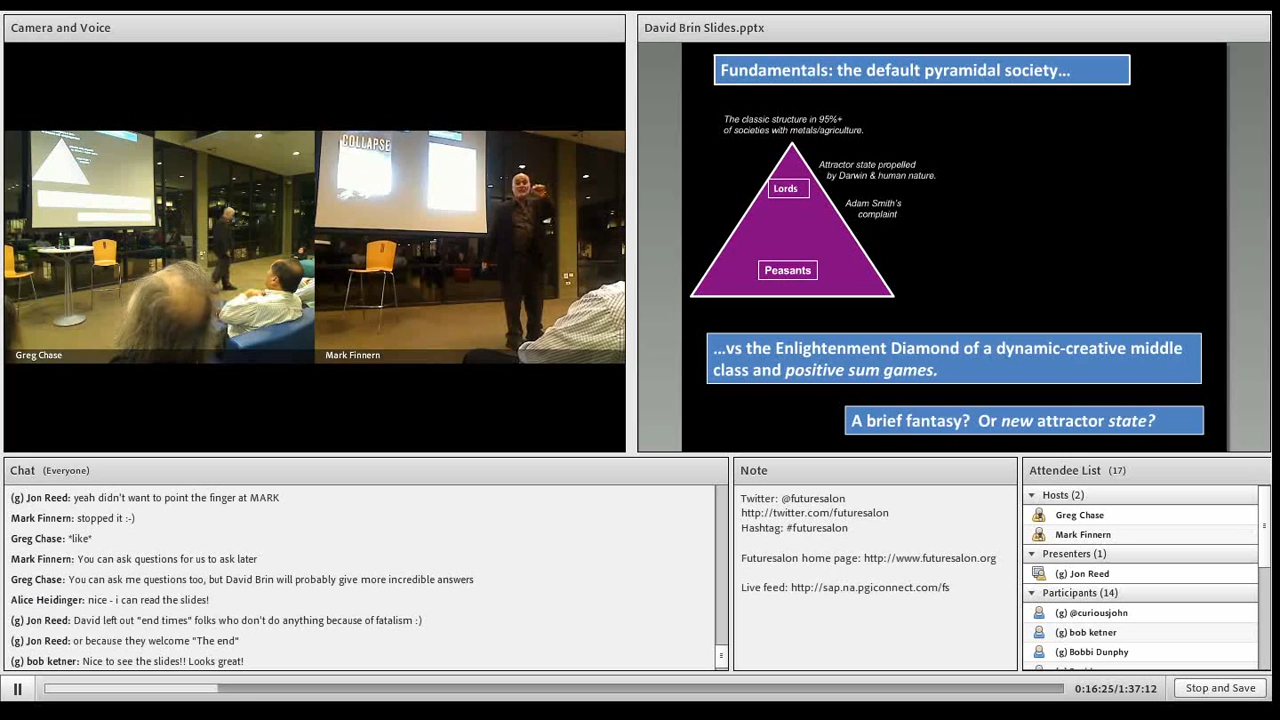 Camera and Voice
COLLAPSE
Greg Chase
Mark Finnern
David Brin Slides.pptx
Fundamentals: the default pyramidal society…
The classic structure in 95%+
of societies with metals/agriculture.
Attractor state propelled
by Darwin & human nature.
Lords
Adam Smith's
complaint
Peasants
…vs the Enlightenment Diamond of a dynamic-creative middle
class and positive sum games.
A brief fantasy? Or new attractor state?
Chat (Everyone)
(g) Jon Reed: yeah didn't want to point the finger at MARK
Mark Finnern: stopped it :-)
Greg Chase: *like*
Mark Finnern: You can ask questions for us to ask later
Greg Chase: You can ask me questions too, but David Brin will probably give more incredible answers
Alice Heidinger: nice - i can read the slides!
(g) Jon Reed: David left out "end times" folks who don't do anything because of fatalism :)
(g) Jon Reed: or because they welcome "The end"
(g) bob ketner: Nice to see the slides!! Looks great!
Note
Twitter: @futuresalon
http://twitter.com/futuresalon
Hashtag: #futuresalon
Futuresalon home page: http://www.futuresalon.org
Live feed: http://sap.na.pgiconnect.com/fs
Attendee List (17)
Hosts (2)
Greg Chase
Mark Finnern
Presenters (1)
(g) Jon Reed
Participants (14)
(g) @curiousjohn
(g) bob ketner
(g) Bobbi Dunphy
0:16:25/1:37:12
Stop and Save